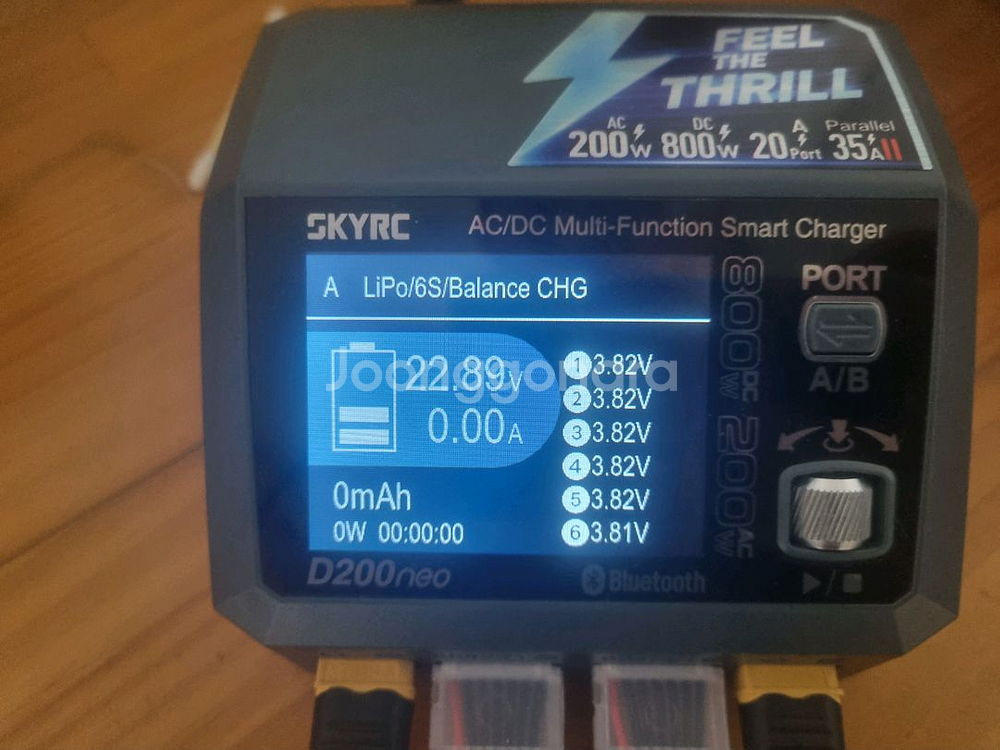 FEEL
THE
THRILL
AC 200W DC 800W 20 A Port Parallel 35A
SKYRC AC/DC Multi-Function Smart Charger
A LiPo/6S/Balance CHG
PORT
A/B
22.89V
0.00A
0mAh
0W 00:00:00
1 3.82V
2 3.82V
3 3.82V
4 3.82V
5 3.82V
6 3.81V
800W DC 200W AC
D200neo
Bluetooth
Joonggonara